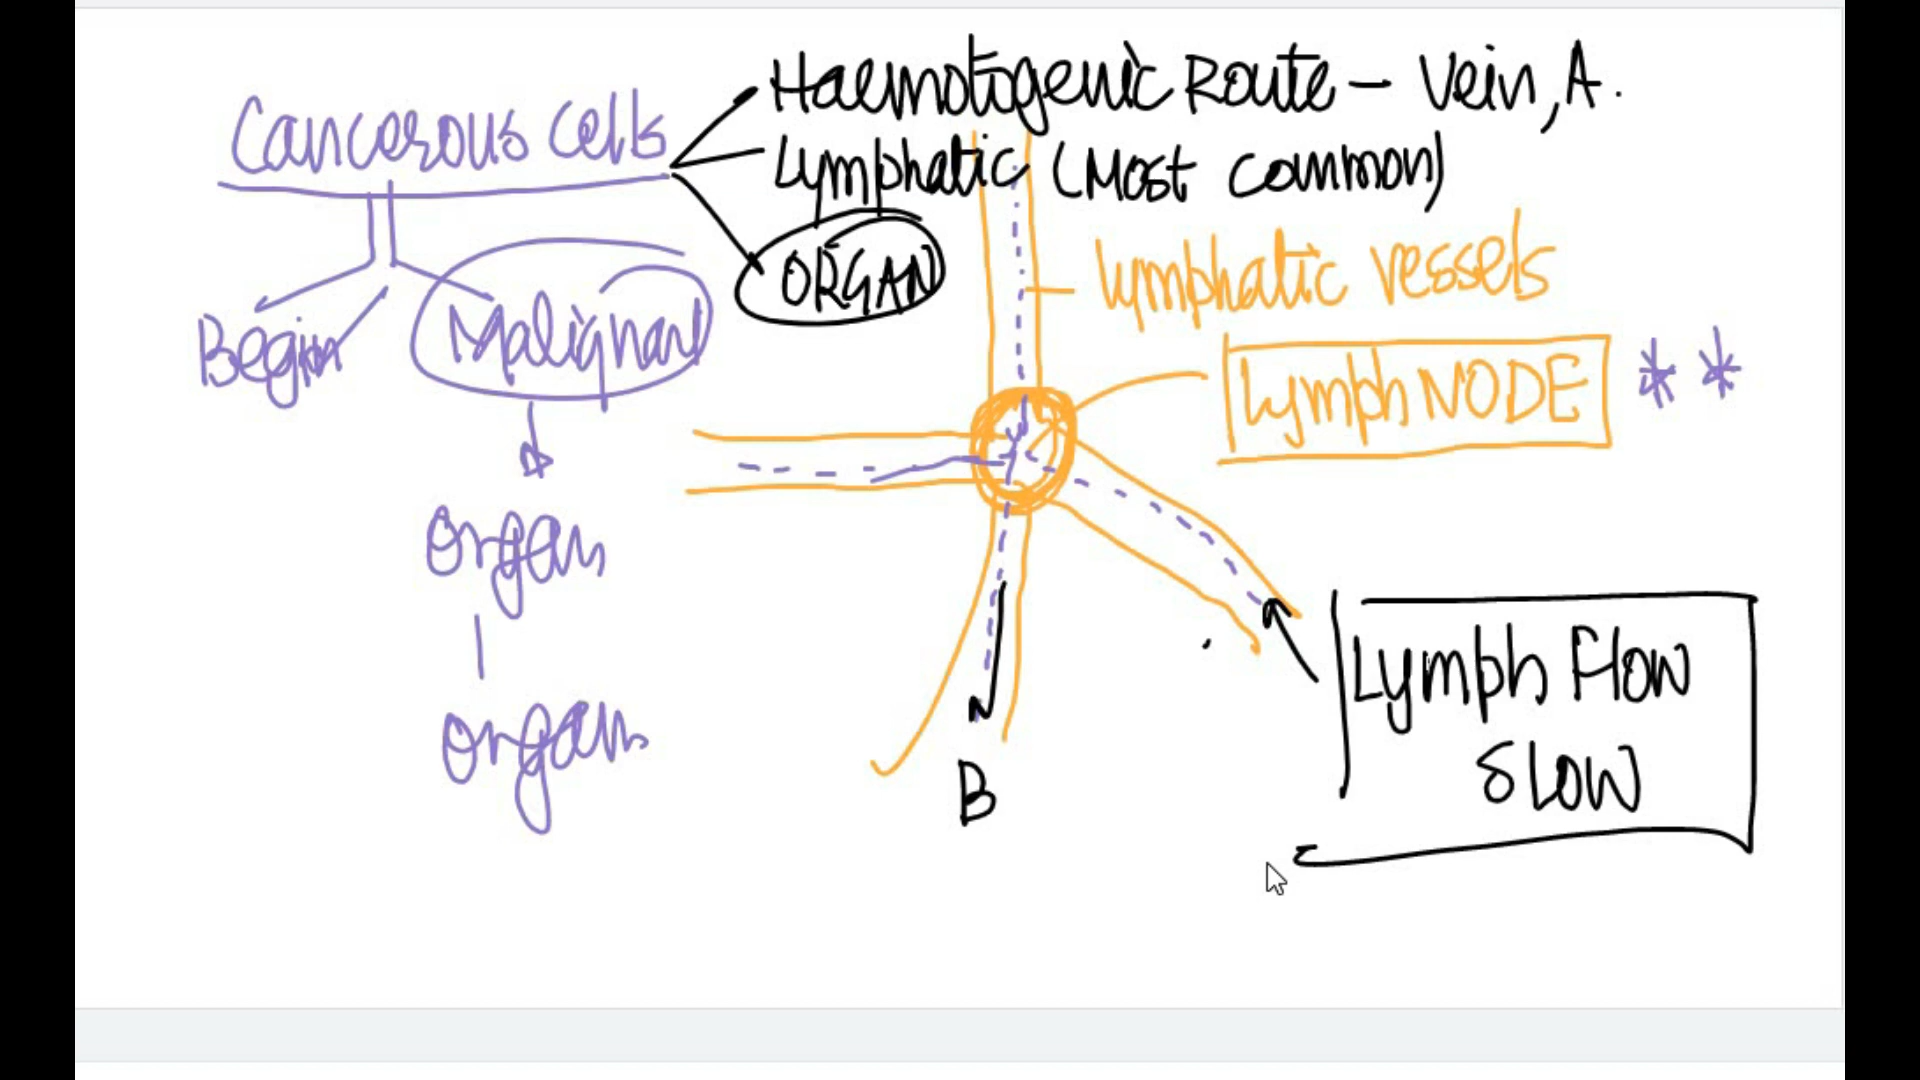 Cancerous cells
Haemotogenic Route - Vein, A.
Lymphatic (Most common)
ORGAN
Begin
Malignant
organ
organ
lymphatic vessels
Lymph NODE **
B
Lymph Flow
SLOW